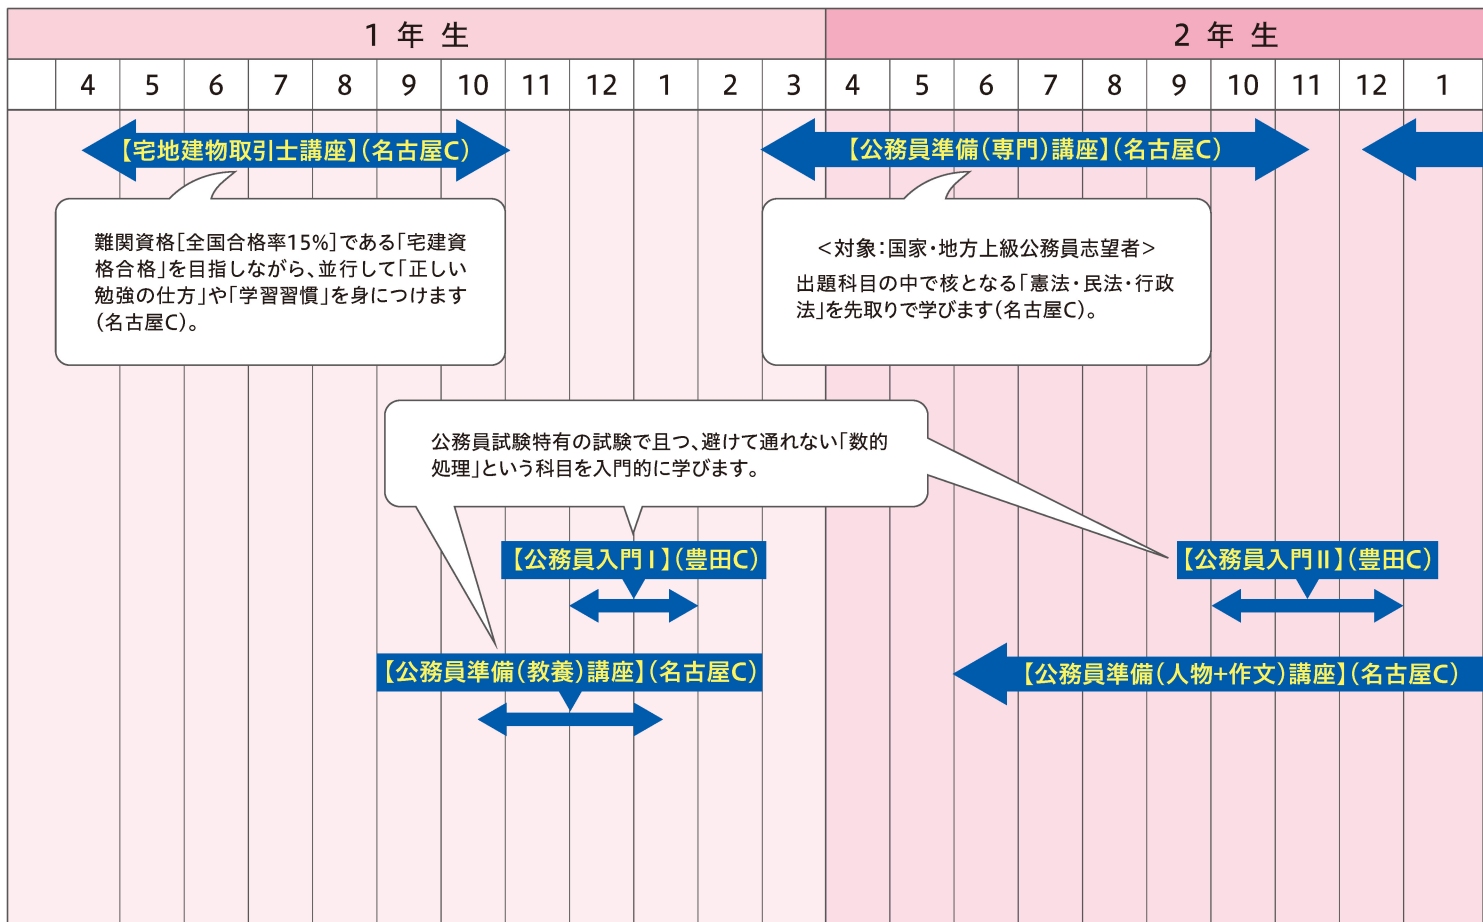 1 年 生
2 年 生
4 5 6 7 8 9 10 11 12 1 2 3 4 5 6 7 8 9 10 11 12 1
【宅地建物取引士講座】(名古屋C)
【公務員準備(専門)講座】(名古屋C)
難関資格[全国合格率15%]である「宅建資
格合格」を目指しながら、並行して「正しい
勉強の仕方」や「学習習慣」を身につけます
(名古屋C)。
<対象:国家・地方上級公務員志望者>
出題科目の中で核となる「憲法・民法・行政
法」を先取りで学びます(名古屋C)。
公務員試験特有の試験で且つ、避けて通れない「数的
処理」という科目を入門的に学びます。
【公務員入門Ⅰ】(豊田C)
【公務員入門Ⅱ】(豊田C)
【公務員準備(教養)講座】(名古屋C)
【公務員準備(人物+作文)講座】(名古屋C)